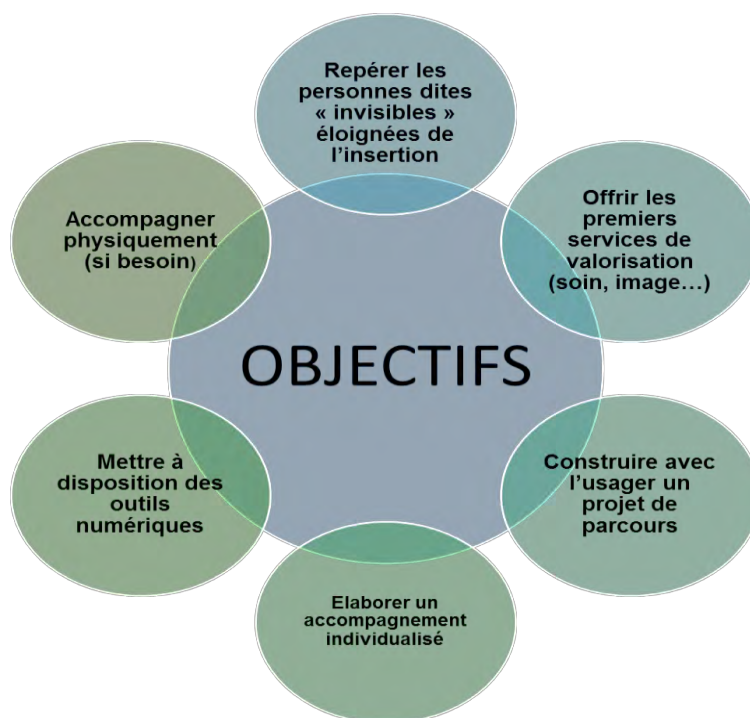 Repérer les
personnes dites
« invisibles »
éloignées de
l’insertion
Offrir les
premiers
services de
valorisation
(soin, image…)
Construire avec
l’usager un
projet de
parcours
Elaborer un
accompagnement
individualisé
Mettre à
disposition des
outils
numériques
Accompagner
physiquement
(si besoin)
OBJECTIFS